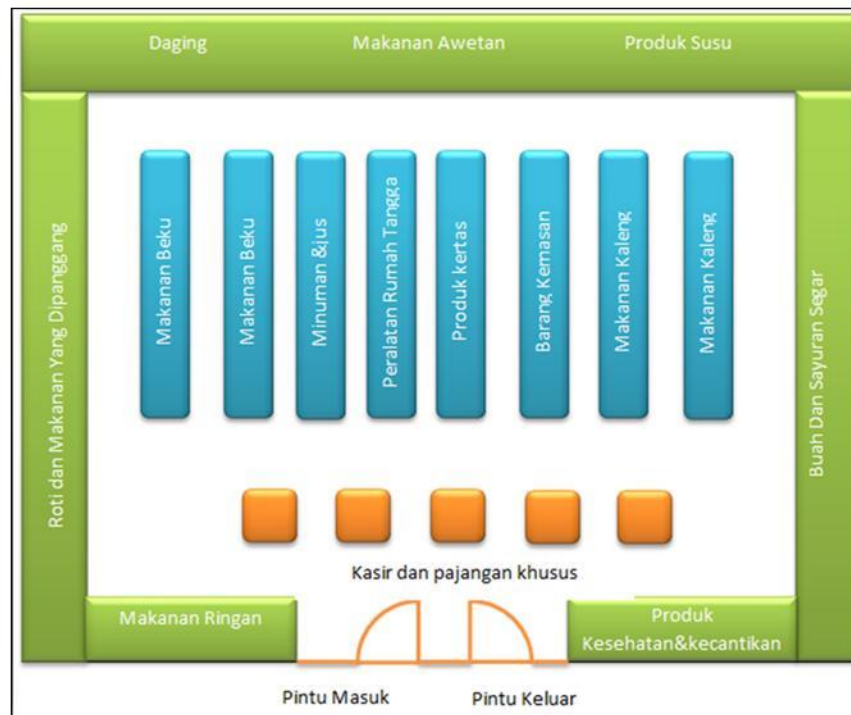 Daging
Makanan Awetan
Produk Susu
Roti dan Makanan Yang Dipanggang
Makanan Beku
Makanan Beku
Minuman &jus
Peralatan Rumah Tangga
Produk kertas
Barang Kemasan
Makanan Kaleng
Makanan Kaleng
Buah Dan Sayuran Segar
Kasir dan pajangan khusus
Makanan Ringan
Produk
Kesehatan&kecantikan
Pintu Masuk
Pintu Keluar